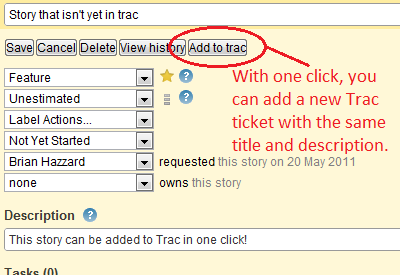 Story that isn't yet in trac
Save Cancel Delete View history Add to trac
Feature ?
Unestimated ?
Label Actions...
Not Yet Started
Brian Hazzard requested this story on 20 May 2011
none owns this story
With one click, you
can add a new Trac
ticket with the same
title and description.
Description ?
This story can be added to Trac in one click!
Tasks (0)